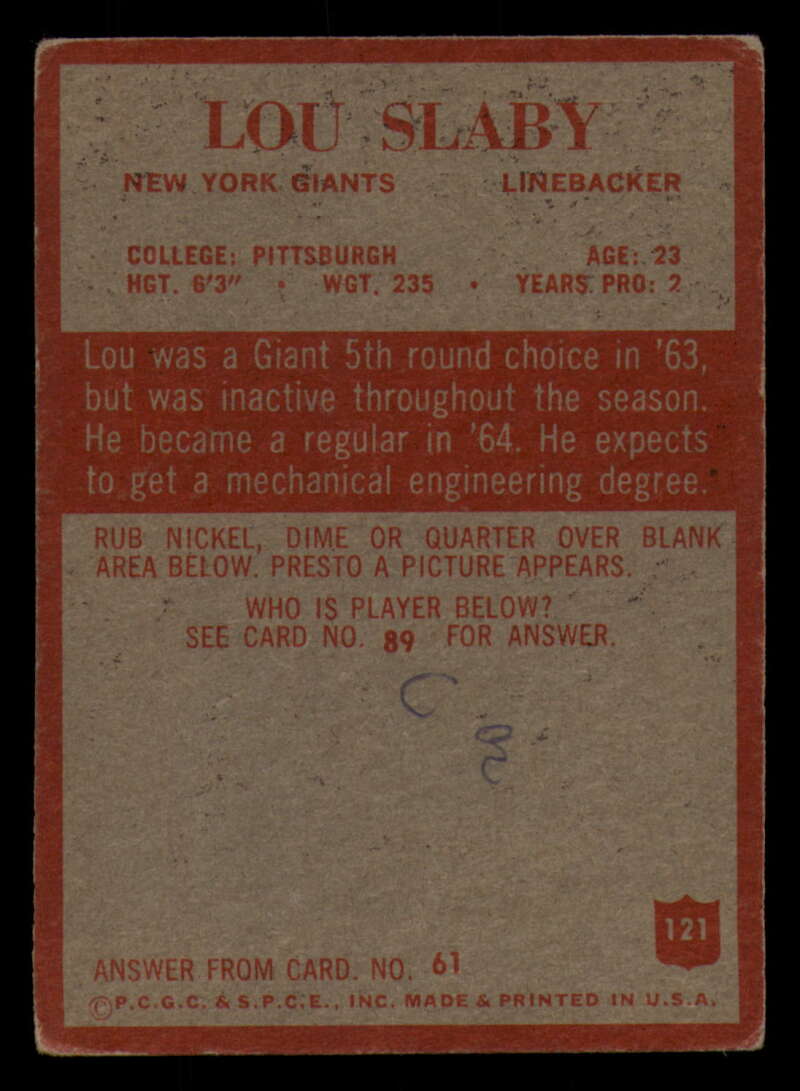 LOU SLABY
NEW YORK GIANTS LINEBACKER
COLLEGE: PITTSBURGH AGE: 23
HGT. 6'3" • WGT. 235 • YEARS PRO: 2
Lou was a Giant 5th round choice in '63,
but was inactive throughout the season.
He became a regular in '64. He expects
to get a mechanical engineering degree.
RUB NICKEL, DIME OR QUARTER OVER BLANK
AREA BELOW. PRESTO A PICTURE APPEARS.
WHO IS PLAYER BELOW?
SEE CARD NO. 89 FOR ANSWER.
121
ANSWER FROM CARD. NO. 61
©P.C.G.C. & S.P.C.E., INC. MADE & PRINTED IN U.S.A.